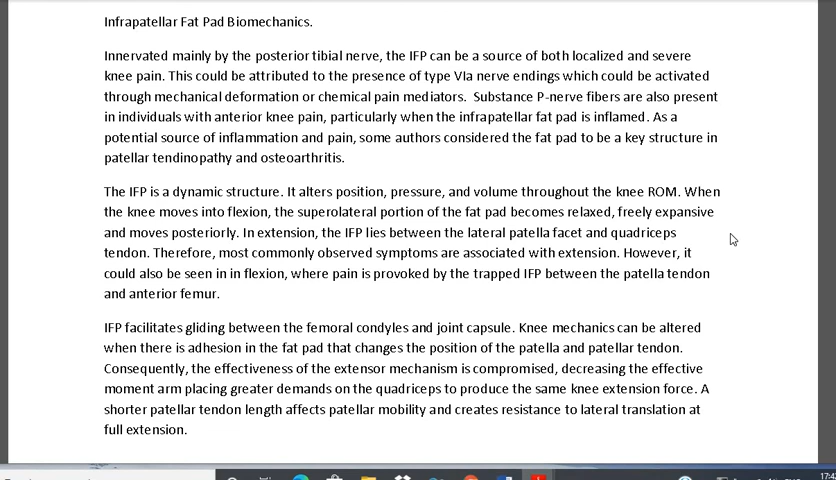 Infrapatellar Fat Pad Biomechanics.
Innervated mainly by the posterior tibial nerve, the IFP can be a source of both localized and severe
knee pain. This could be attributed to the presence of type VIa nerve endings which could be activated
through mechanical deformation or chemical pain mediators.  Substance P-nerve fibers are also present
in individuals with anterior knee pain, particularly when the infrapatellar fat pad is inflamed. As a
potential source of inflammation and pain, some authors considered the fat pad to be a key structure in
patellar tendinopathy and osteoarthritis.
The IFP is a dynamic structure. It alters position, pressure, and volume throughout the knee ROM. When
the knee moves into flexion, the superolateral portion of the fat pad becomes relaxed, freely expansive
and moves posteriorly. In extension, the IFP lies between the lateral patella facet and quadriceps
tendon. Therefore, most commonly observed symptoms are associated with extension. However, it
could also be seen in in flexion, where pain is provoked by the trapped IFP between the patella tendon
and anterior femur.
IFP facilitates gliding between the femoral condyles and joint capsule. Knee mechanics can be altered
when there is adhesion in the fat pad that changes the position of the patella and patellar tendon.
Consequently, the effectiveness of the extensor mechanism is compromised, decreasing the effective
moment arm placing greater demands on the quadriceps to produce the same knee extension force. A
shorter patellar tendon length affects patellar mobility and creates resistance to lateral translation at
full extension.